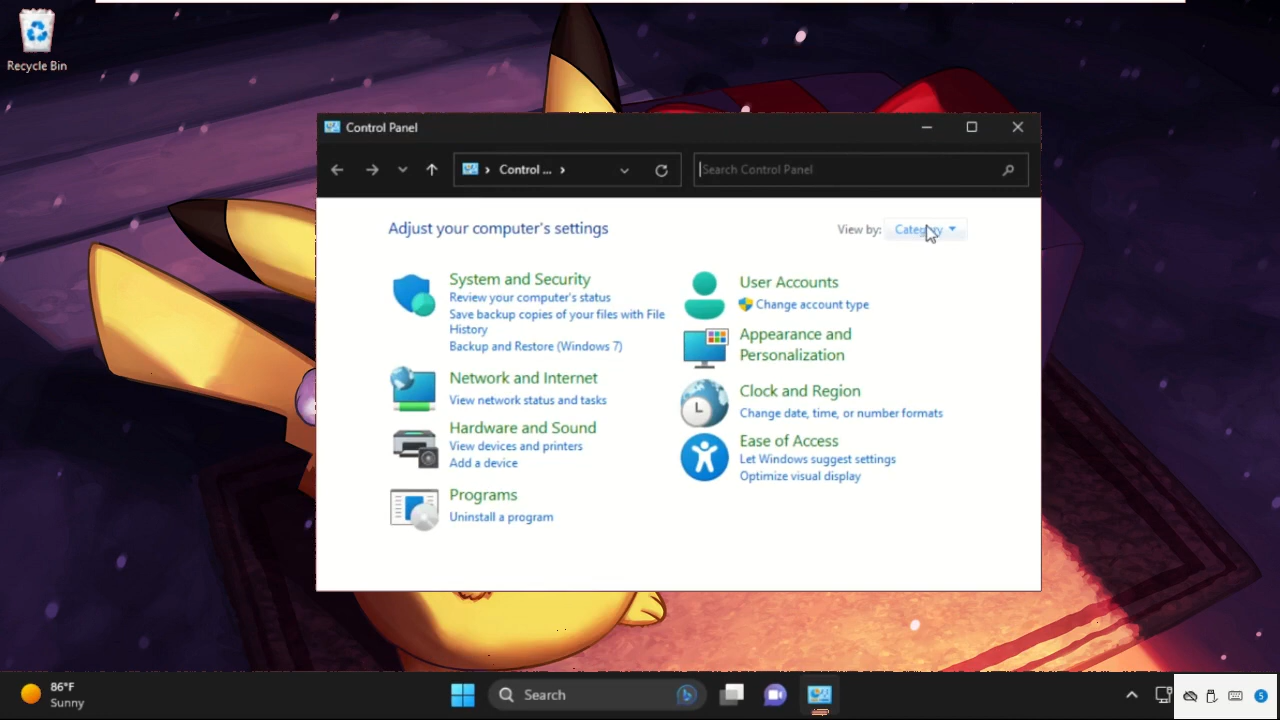 Recycle Bin
Control Panel
Control ...
Search Control Panel
Adjust your computer's settings
View by:
Category
System and Security
Review your computer's status
Save backup copies of your files with File
History
Backup and Restore (Windows 7)
Network and Internet
View network status and tasks
Hardware and Sound
View devices and printers
Add a device
Programs
Uninstall a program
User Accounts
Change account type
Appearance and
Personalization
Clock and Region
Change date, time, or number formats
Ease of Access
Let Windows suggest settings
Optimize visual display
86°F
Sunny
Search
5